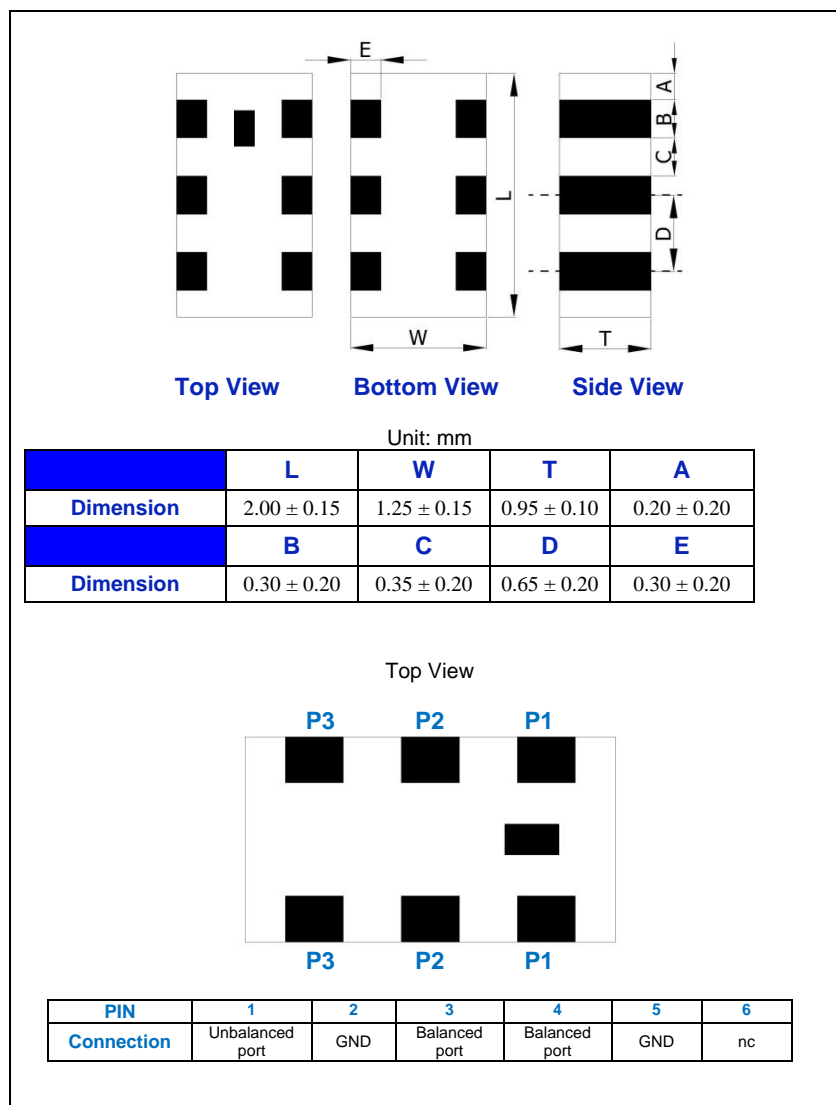 E
A
B
C
L
D
W
T
Top View Bottom View Side View
Unit: mm
L W T A
Dimension 2.00 ± 0.15 1.25 ± 0.15 0.95 ± 0.10 0.20 ± 0.20
B C D E
Dimension 0.30 ± 0.20 0.35 ± 0.20 0.65 ± 0.20 0.30 ± 0.20
Top View
P3 P2 P1
P3 P2 P1
PIN 1 2 3 4 5 6
Connection Unbalanced port GND Balanced port Balanced port GND nc